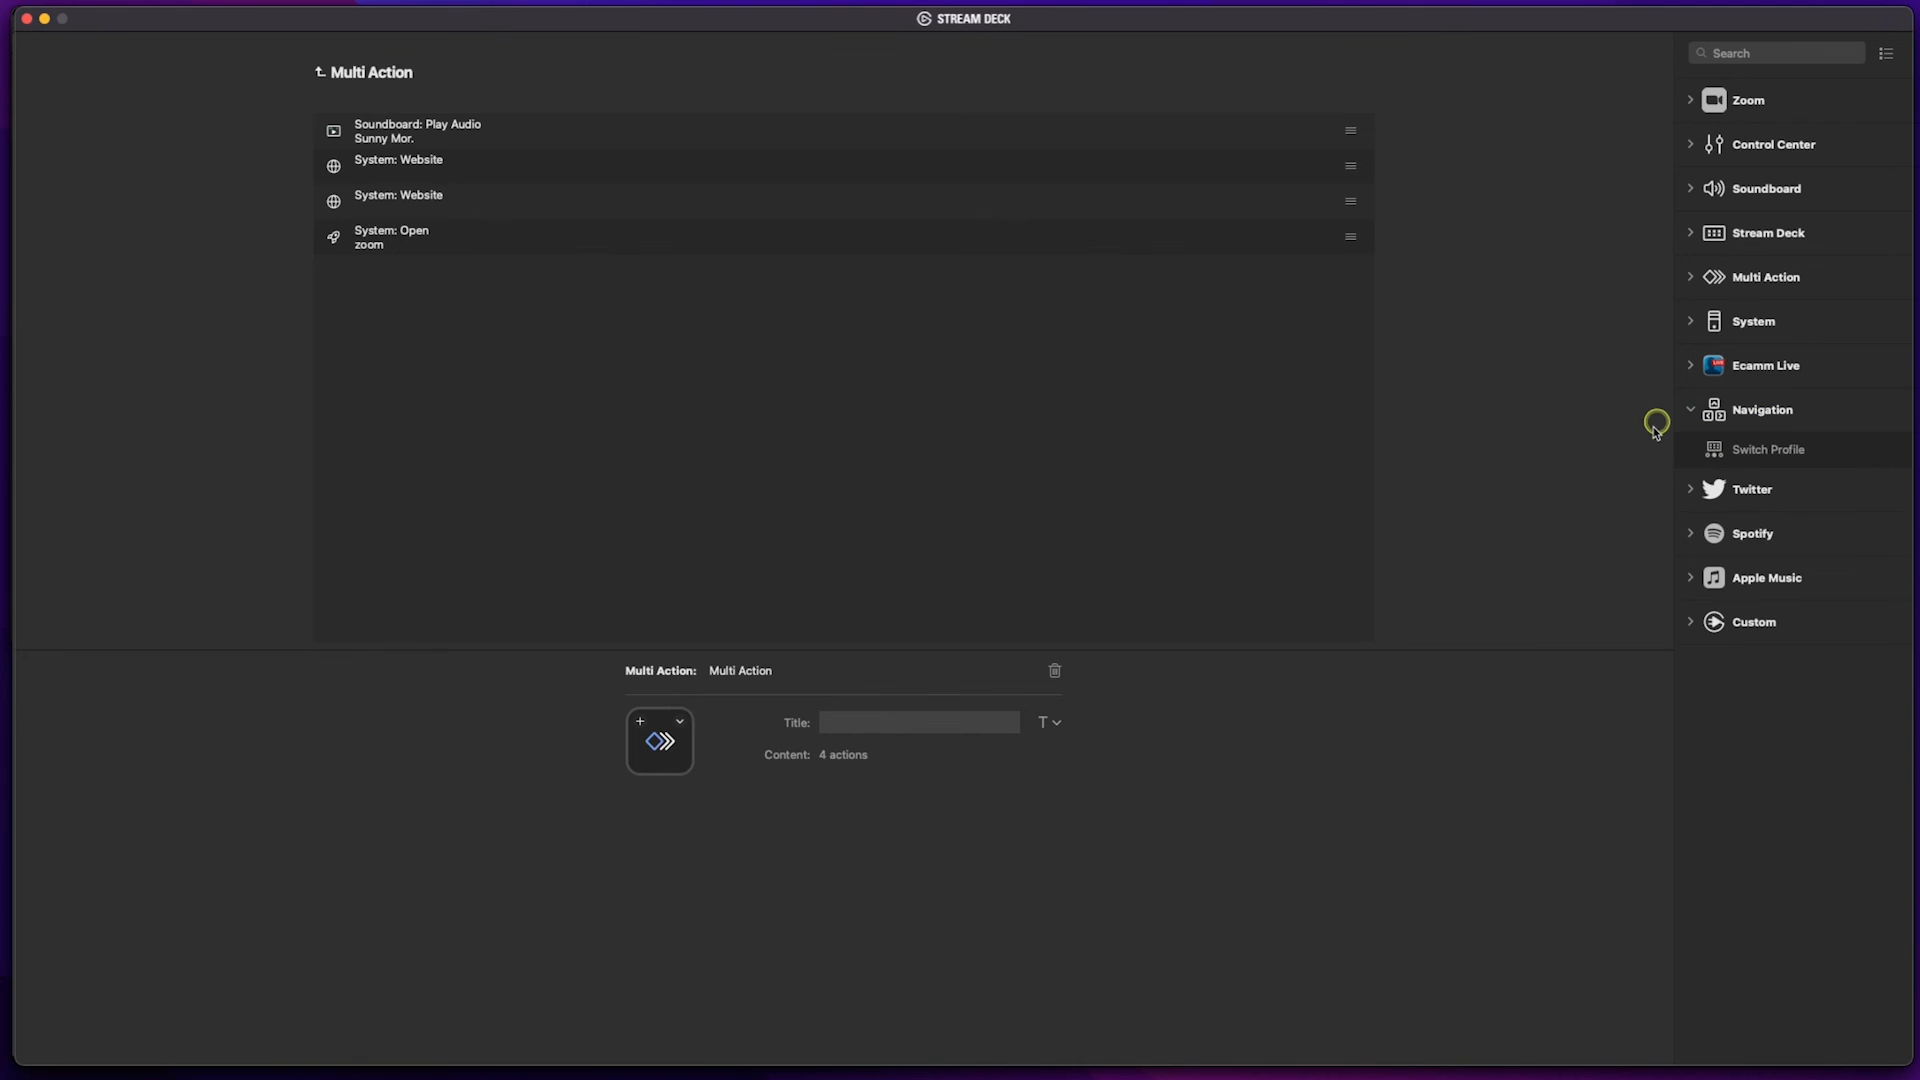 STREAM DECK
Multi Action
Soundboard: Play Audio
Sunny Mor.
System: Website
System: Website
System: Open
zoom
Search
Zoom
Control Center
Soundboard
Stream Deck
Multi Action
System
LIVE
Ecamm Live
Navigation
Switch Profile
Twitter
Spotify
Apple Music
Custom
Multi Action: Multi Action
Title:
T
Content: 4 actions